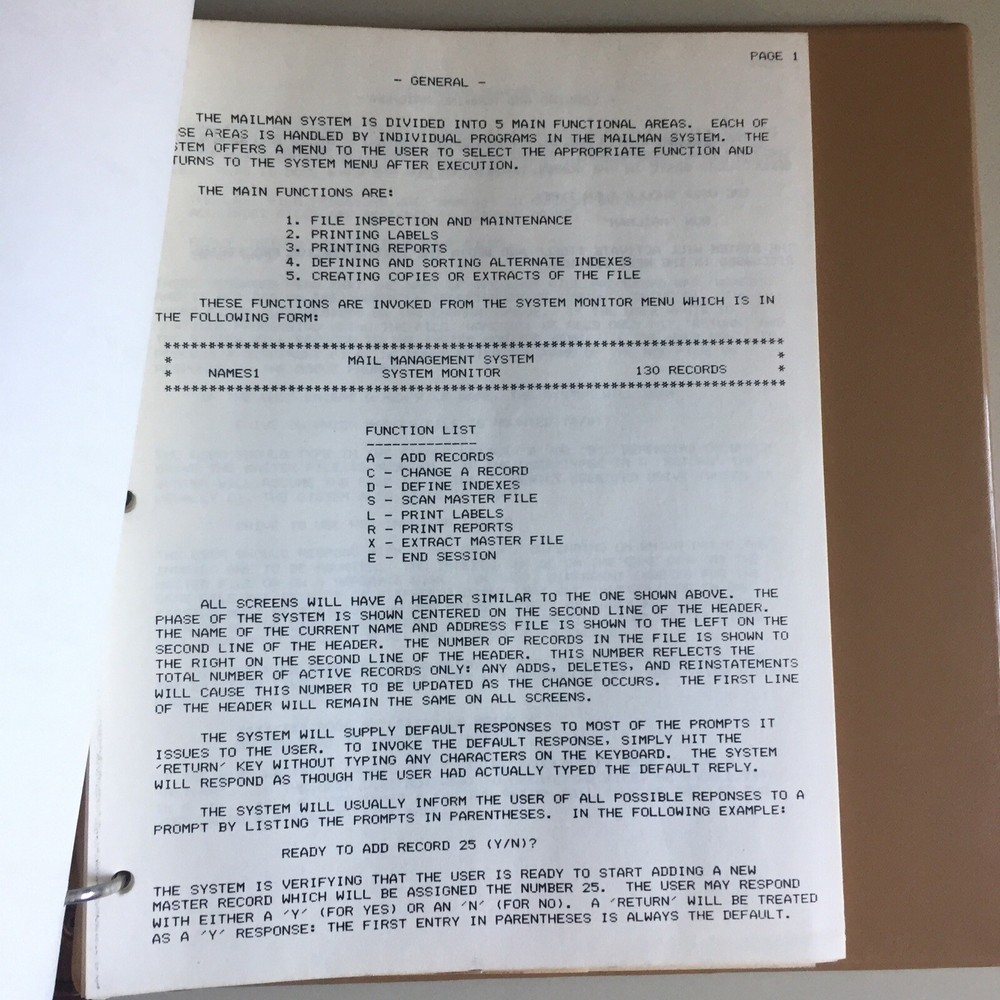 PAGE 1
- GENERAL -
THE MAILMAN SYSTEM IS DIVIDED INTO 5 MAIN FUNCTIONAL AREAS. EACH OF
SE AREAS IS HANDLED BY INDIVIDUAL PROGRAMS IN THE MAILMAN SYSTEM. THE
STEM OFFERS A MENU TO THE USER TO SELECT THE APPROPRIATE FUNCTION AND
TURNS TO THE SYSTEM MENU AFTER EXECUTION.
THE MAIN FUNCTIONS ARE:
1. FILE INSPECTION AND MAINTENANCE
2. PRINTING LABELS
3. PRINTING REPORTS
4. DEFINING AND SORTING ALTERNATE INDEXES
5. CREATING COPIES OR EXTRACTS OF THE FILE
THESE FUNCTIONS ARE INVOKED FROM THE SYSTEM MONITOR MENU WHICH IS IN
THE FOLLOWING FORM:
* MAIL MANAGEMENT SYSTEM *
* NAMES1 SYSTEM MONITOR 130 RECORDS *
FUNCTION LIST
-------------
A - ADD RECORDS
C - CHANGE A RECORD
D - DEFINE INDEXES
S - SCAN MASTER FILE
L - PRINT LABELS
R - PRINT REPORTS
X - EXTRACT MASTER FILE
E - END SESSION
ALL SCREENS WILL HAVE A HEADER SIMILAR TO THE ONE SHOWN ABOVE. THE
PHASE OF THE SYSTEM IS SHOWN CENTERED ON THE SECOND LINE OF THE HEADER.
THE NAME OF THE CURRENT NAME AND ADDRESS FILE IS SHOWN TO THE LEFT ON THE
SECOND LINE OF THE HEADER. THE NUMBER OF RECORDS IN THE FILE IS SHOWN TO
THE RIGHT ON THE SECOND LINE OF THE HEADER. THIS NUMBER REFLECTS THE
TOTAL NUMBER OF ACTIVE RECORDS ONLY: ANY ADDS, DELETES, AND REINSTATEMENTS
WILL CAUSE THIS NUMBER TO BE UPDATED AS THE CHANGE OCCURS. THE FIRST LINE
OF THE HEADER WILL REMAIN THE SAME ON ALL SCREENS.
THE SYSTEM WILL SUPPLY DEFAULT RESPONSES TO MOST OF THE PROMPTS IT
ISSUES TO THE USER. TO INVOKE THE DEFAULT RESPONSE, SIMPLY HIT THE
'RETURN' KEY WITHOUT TYPING ANY CHARACTERS ON THE KEYBOARD. THE SYSTEM
WILL RESPOND AS THOUGH THE USER HAD ACTUALLY TYPED THE DEFAULT REPLY.
THE SYSTEM WILL USUALLY INFORM THE USER OF ALL POSSIBLE REPONSES TO A
PROMPT BY LISTING THE PROMPTS IN PARENTHESES. IN THE FOLLOWING EXAMPLE:
READY TO ADD RECORD 25 (Y/N)?
THE SYSTEM IS VERIFYING THAT THE USER IS READY TO START ADDING A NEW
MASTER RECORD WHICH WILL BE ASSIGNED THE NUMBER 25. THE USER MAY RESPOND
WITH EITHER A 'Y' (FOR YES) OR AN 'N' (FOR NO). A 'RETURN' WILL BE TREATED
AS A 'Y' RESPONSE: THE FIRST ENTRY IN PARENTHESES IS ALWAYS THE DEFAULT.